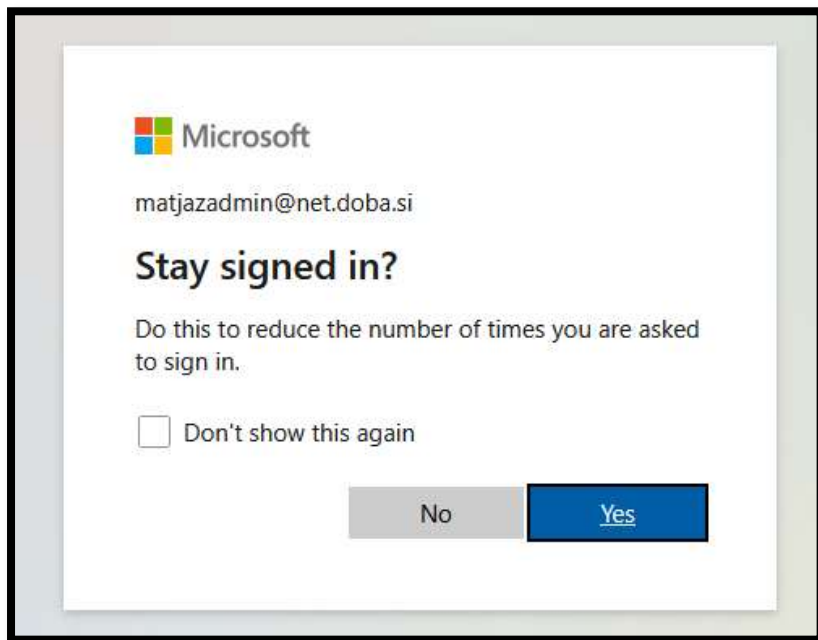 Microsoft
matjazadmin@net.doba.si
Stay signed in?
Do this to reduce the number of times you are asked
to sign in.
Don't show this again
No
Yes